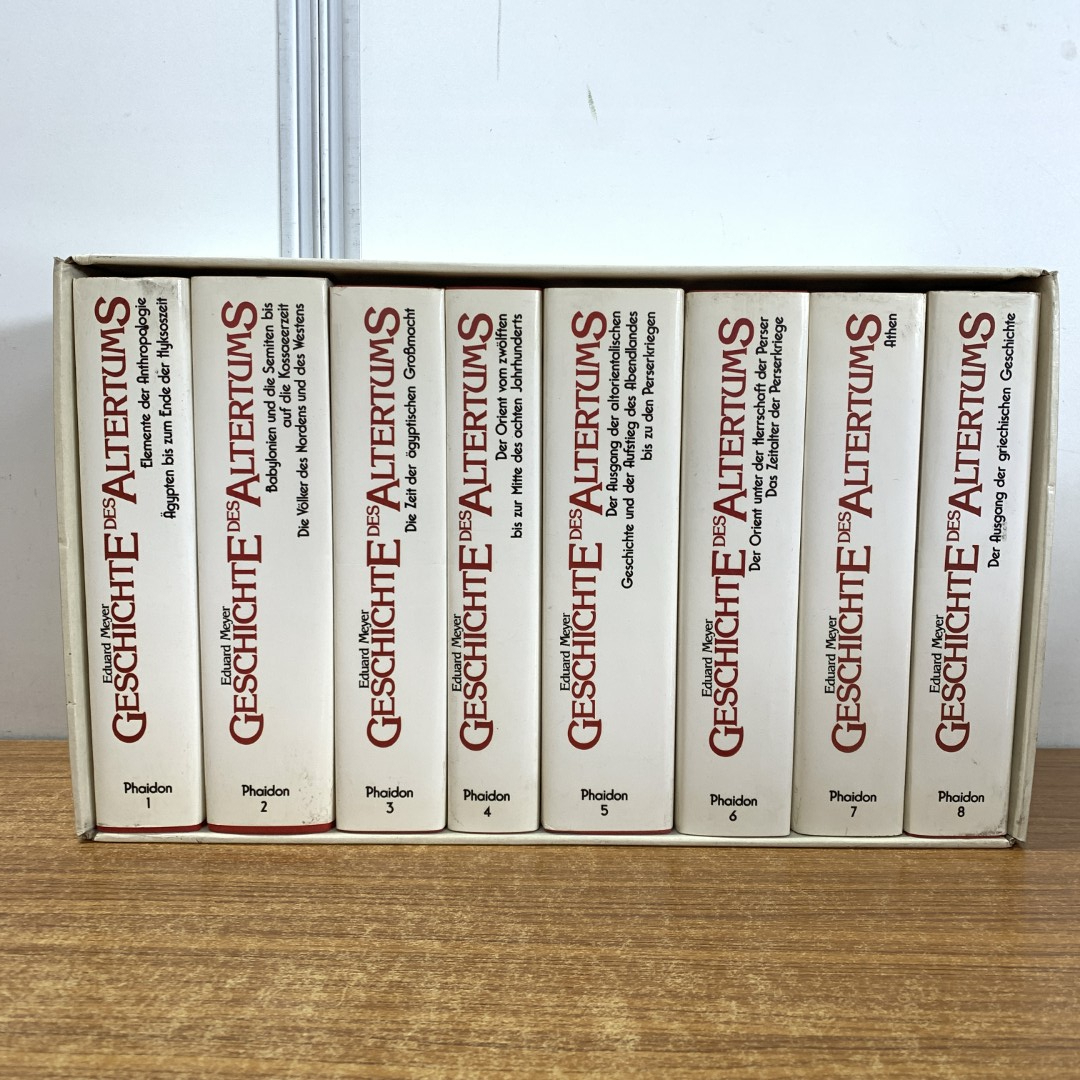 Eduard Meyer
GESCHICHTE DES ALTERTUMS
Elemente der Anthropologie
Ägypten bis zum Ende der Hyksoszeit
Phaidon
1
Eduard Meyer
GESCHICHTE DES ALTERTUMS
Babylonien und die Semiten bis
auf die Kossaeerzeit
Die Völker des Nordens und des Westens
Phaidon
2
Eduard Meyer
GESCHICHTE DES ALTERTUMS
Die Zeit der ägyptischen Großmacht
Phaidon
3
Eduard Meyer
GESCHICHTE DES ALTERTUMS
Der Orient vom zwölften
bis zur Mitte des achten Jahrhunderts
Phaidon
4
Eduard Meyer
GESCHICHTE DES ALTERTUMS
Der Ausgang der altorientalischen
Geschichte und der Aufstieg des Abendlandes
bis zu den Perserkriegen
Phaidon
5
Eduard Meyer
GESCHICHTE DES ALTERTUMS
Der Orient unter der Herrschaft der Perser
Das Zeitalter der Perserkriege
Phaidon
6
Eduard Meyer
GESCHICHTE DES ALTERTUMS
Athen
Phaidon
7
Eduard Meyer
GESCHICHTE DES ALTERTUMS
Der Ausgang der griechischen Geschichte
Phaidon
8